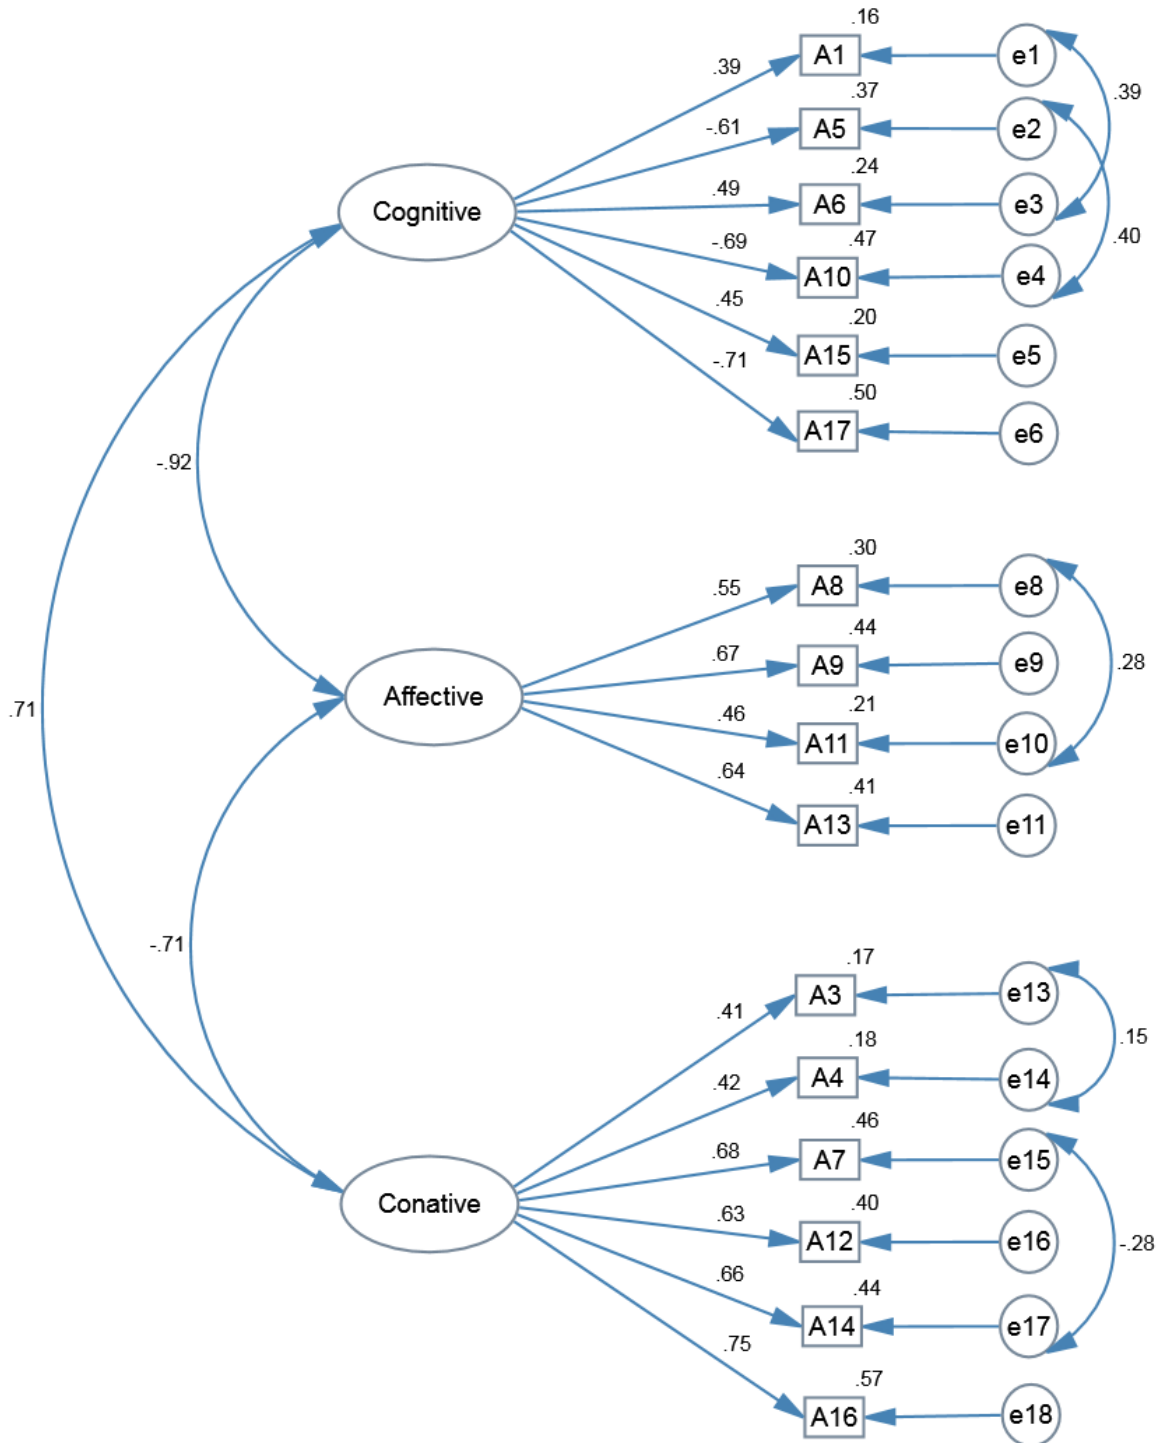 .16
.39 A1 e1
.39
.37
-.61 A5 e2
.24
Cognitive .49 A6 e3
.40
.47
-.69 A10 e4
.20
.45 A15 e5
.50
-.71 A17 e6
-.92
.30
.55 A8 e8
.44
.67 A9 e9 .28
Affective
.71
.21
.46 A11 e10
.41
.64 A13 e11
-.71
.17
.41 A3 e13
.15
.18
.42 A4 e14
.46
.68 A7 e15
Conative
.40
.63 A12 e16 -.28
.44
.66 A14 e17
.57
.75 A16 e18